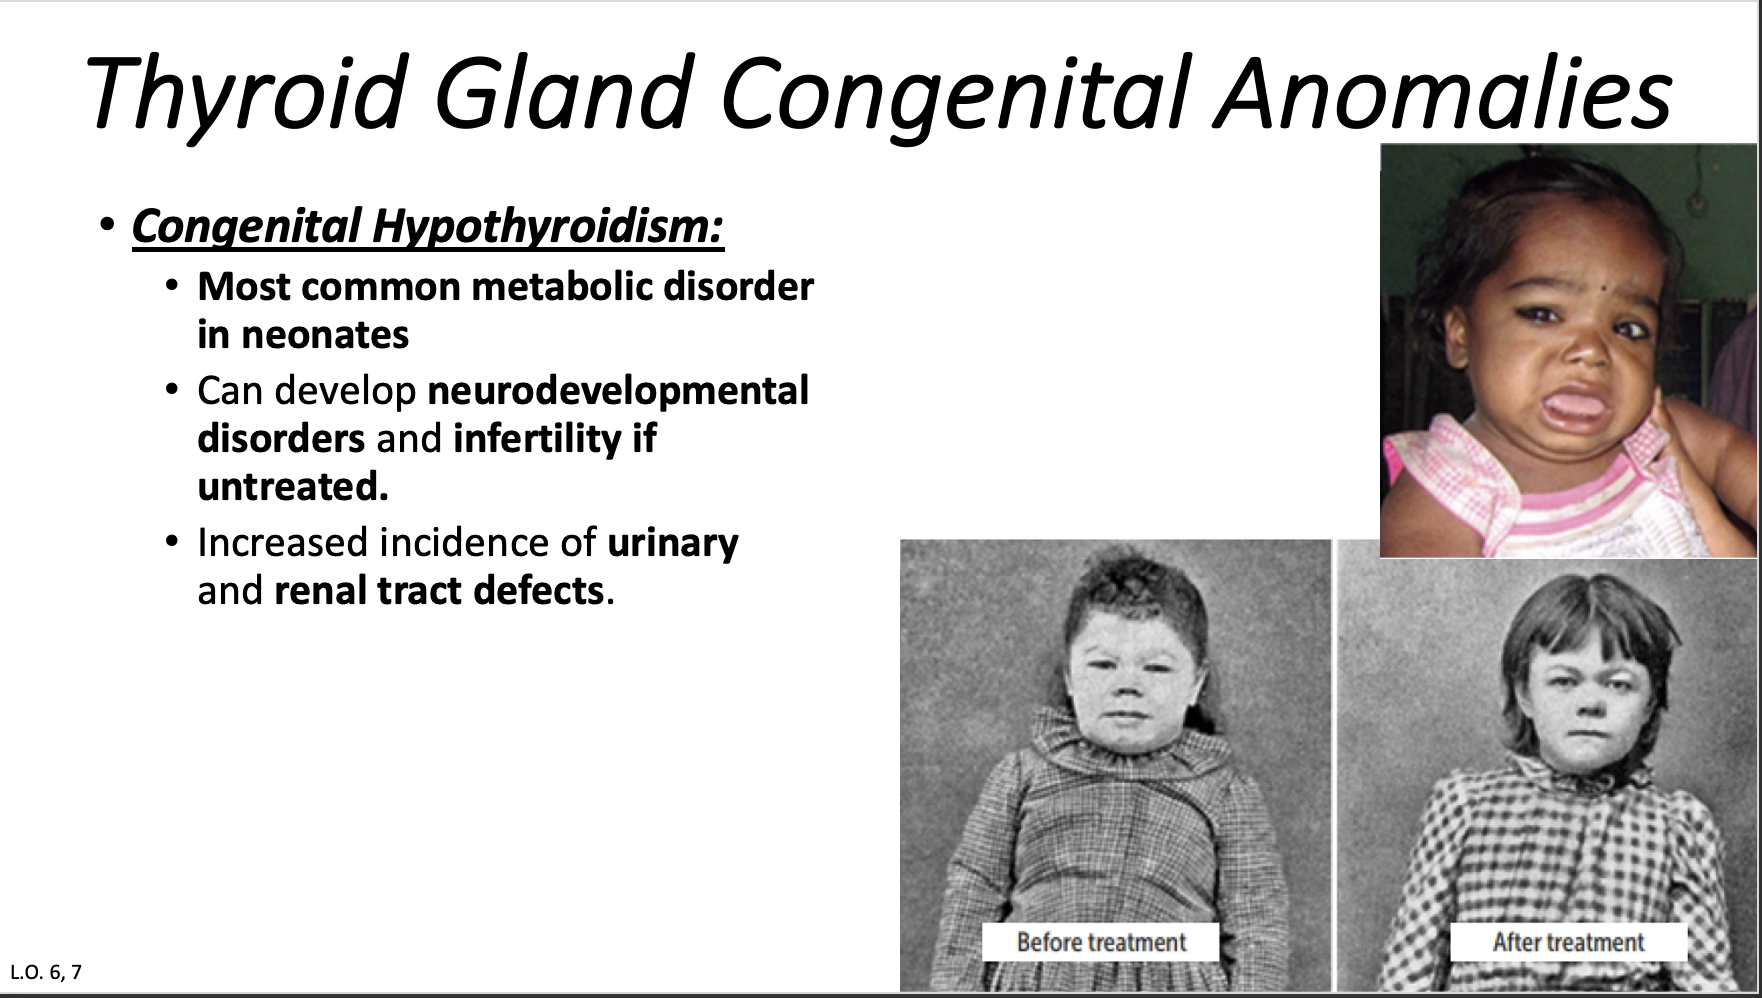 Thyroid Gland Congenital Anomalies
• Congenital Hypothyroidism:
• Most common metabolic disorder
in neonates
• Can develop neurodevelopmental
disorders and infertility if
untreated.
• Increased incidence of urinary
and renal tract defects.
Before treatment
After treatment
L.O. 6, 7